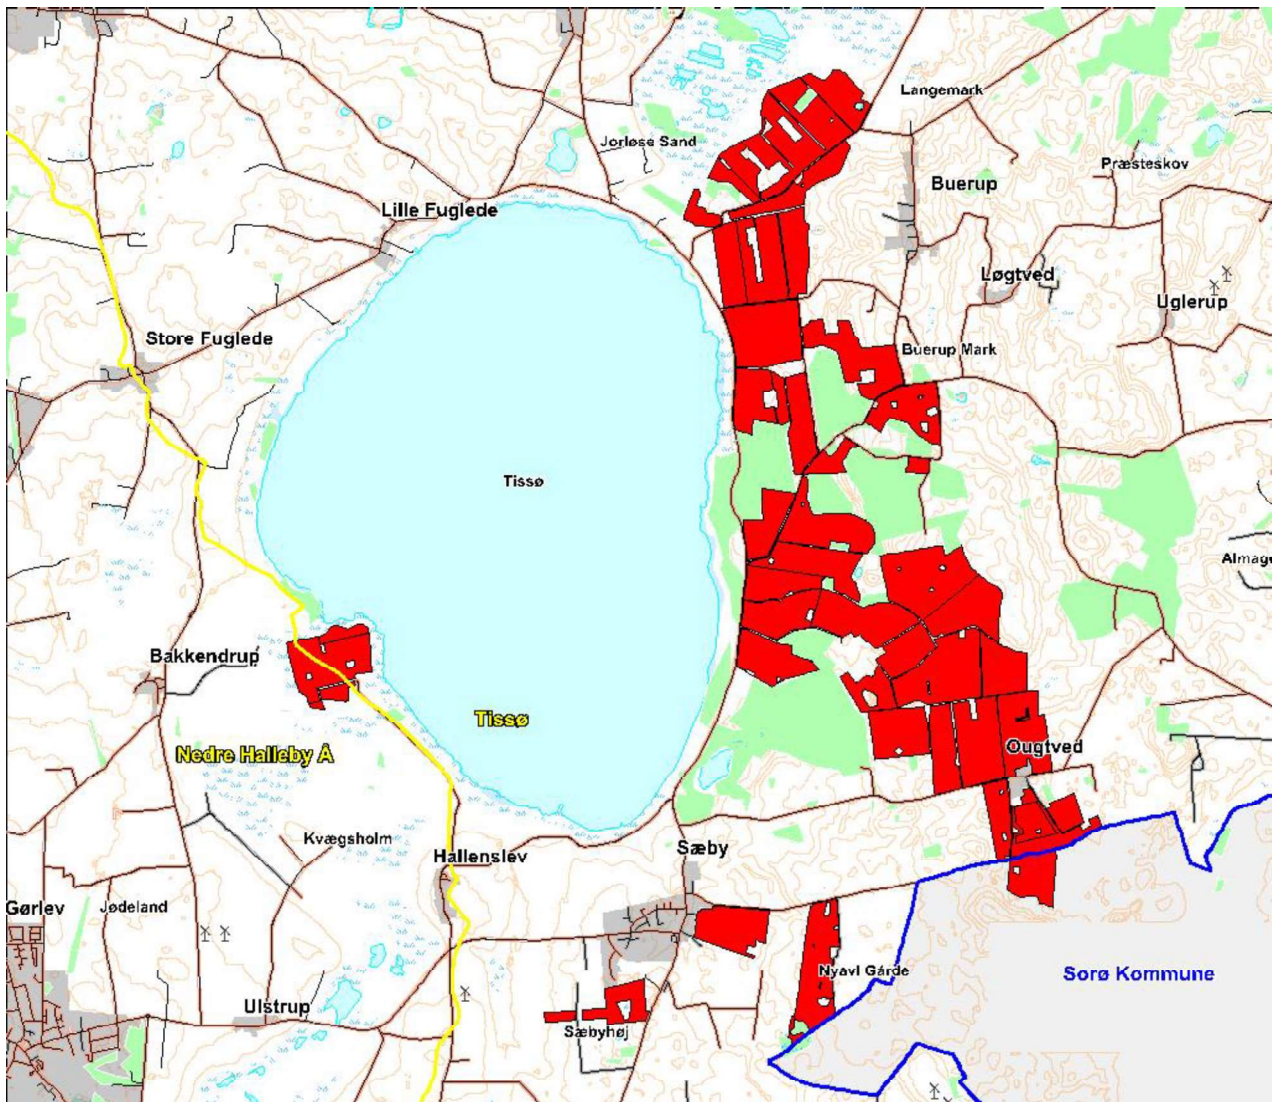 Langemark
Jorløse Sand
Præsteskov
Buerup
Lille Fuglede
Løgtved
Uglerup
Store Fuglede
Buerup Mark
Tissø
Almag
Bakkendrup
Tissø
Nedre Halleby Å
Ougtved
Kvægsholm
Hallenslev
Sæby
Gørlev
Jødeland
Nyavl Gårde
Sorø Kommune
Ulstrup
Sæbyhøj